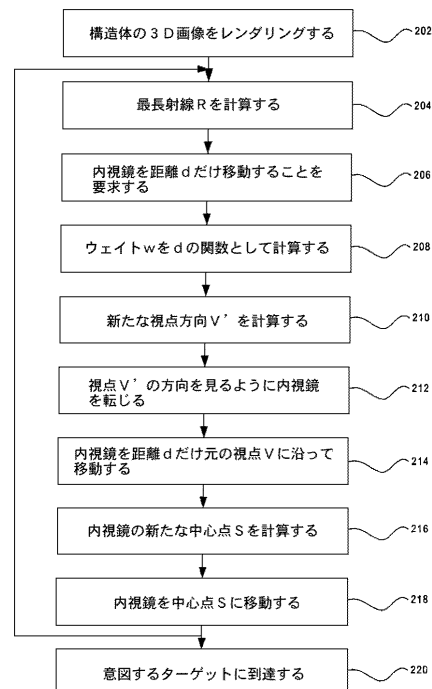 構造体の3D画像をレンダリングする
202
最長射線Rを計算する
204
内視鏡を距離dだけ移動することを
要求する
206
ウェイトwをdの関数として計算する
208
新たな視点方向V'を計算する
210
視点V'の方向を見るように内視鏡
を転じる
212
内視鏡を距離dだけ元の視点Vに沿って
移動する
214
内視鏡の新たな中心点Sを計算する
216
内視鏡を中心点Sに移動する
218
意図するターゲットに到達する
220